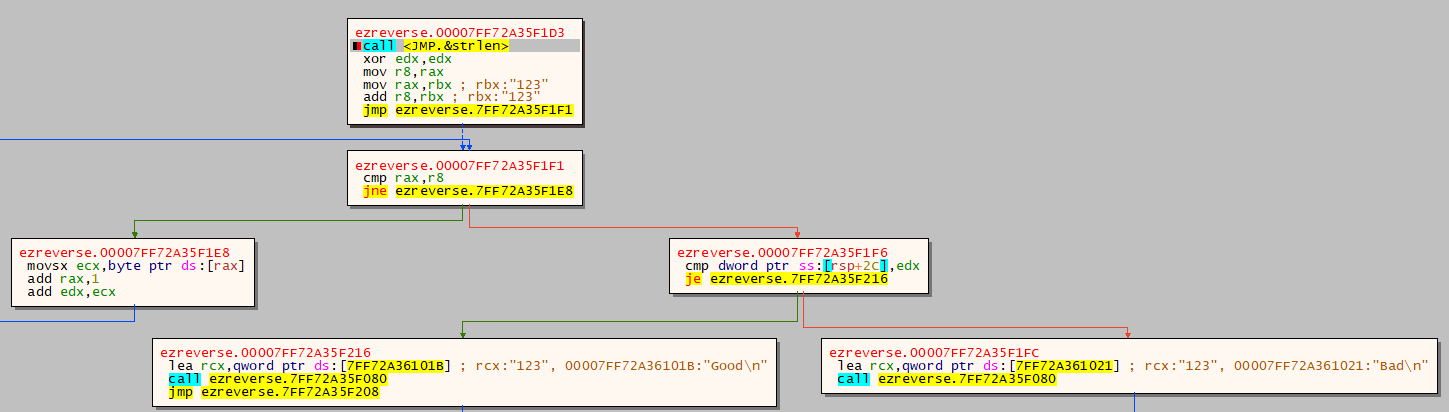 ezreverse.00007FF72A35F1D3
call <JMP.&strlen>
xor edx,edx
mov r8,rax
mov rax,rbx ; rbx:"123"
add r8,rbx ; rbx:"123"
jmp ezreverse.7FF72A35F1F1
ezreverse.00007FF72A35F1F1
cmp rax,r8
jne ezreverse.7FF72A35F1E8
ezreverse.00007FF72A35F1E8
movsx ecx,byte ptr ds:[rax]
add rax,1
add edx,ecx
ezreverse.00007FF72A35F1F6
cmp dword ptr ss:[rsp+2C],edx
je ezreverse.7FF72A35F216
ezreverse.00007FF72A35F216
lea rcx,qword ptr ds:[7FF72A36101B] ; rcx:"123", 00007FF72A36101B:"Good\n"
call ezreverse.7FF72A35F080
jmp ezreverse.7FF72A35F208
ezreverse.00007FF72A35F1FC
lea rcx,qword ptr ds:[7FF72A361021] ; rcx:"123", 00007FF72A361021:"Bad\n"
call ezreverse.7FF72A35F080